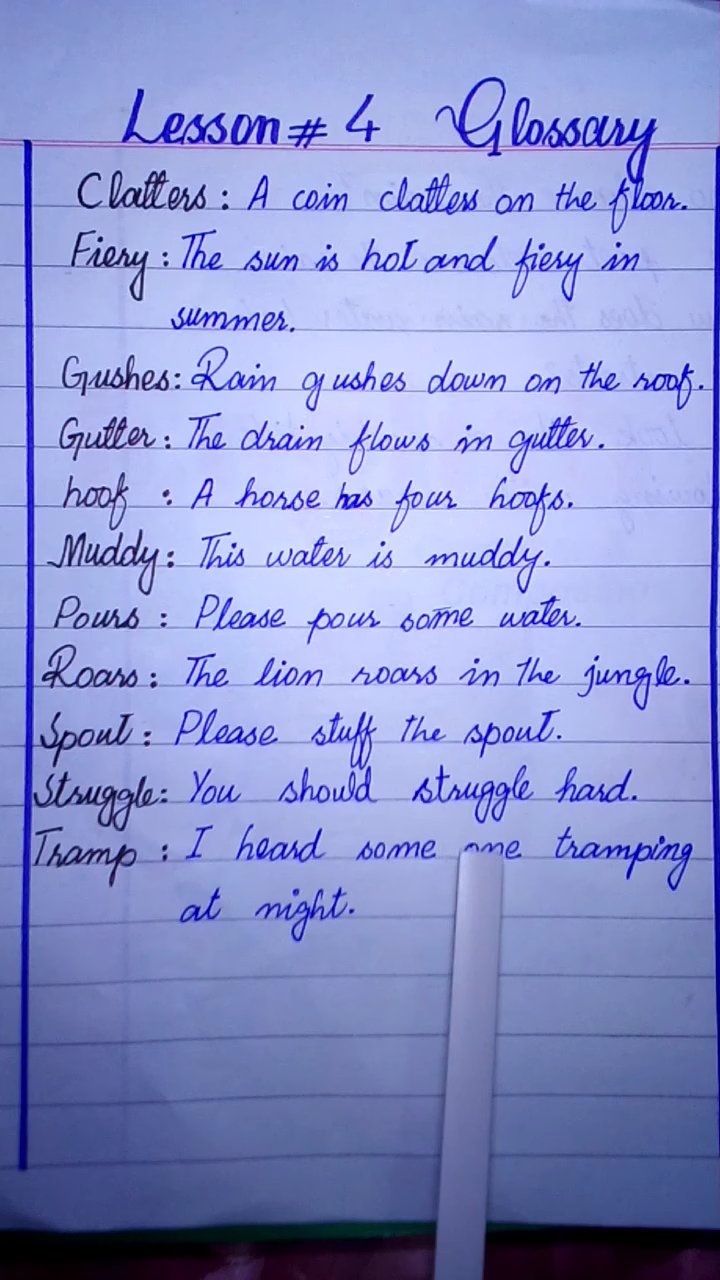 Lesson # 4 Glossary
Clatters : A coin clatters on the floor.
Fiery : The sun is hot and fiery in
summer.
Gushes : Rain gushes down on the roof.
Gutter : The drain flows in gutter.
hoof : A horse has four hoofs.
Muddy : This water is muddy.
Pours : Please pour some water.
Roars : The lion roars in the jungle.
Spout : Please stuff the spout.
Struggle : You should struggle hard.
Tramp : I heard some one tramping
at night.